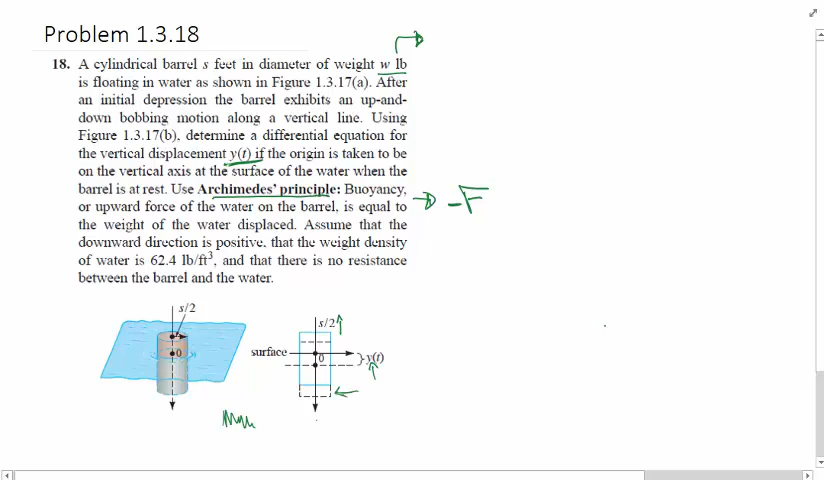 Problem 1.3.18
18. A cylindrical barrel s feet in diameter of weight w lb
is floating in water as shown in Figure 1.3.17(a). After
an initial depression the barrel exhibits an up-and-
down bobbing motion along a vertical line. Using
Figure 1.3.17(b), determine a differential equation for
the vertical displacement y(t) if the origin is taken to be
on the vertical axis at the surface of the water when the
barrel is at rest. Use Archimedes' principle: Buoyancy,
or upward force of the water on the barrel, is equal to
the weight of the water displaced. Assume that the
downward direction is positive, that the weight density
of water is 62.4 lb/ft³, and that there is no resistance
between the barrel and the water.
-F
s/2
0
s/2
surface
0
y(t)